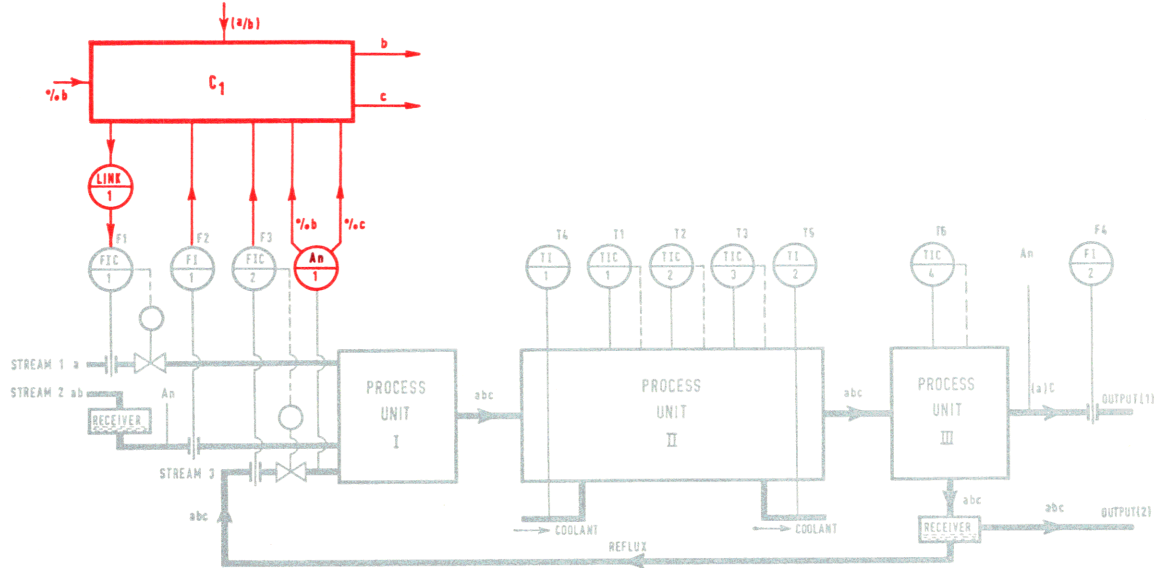 (a/b)
b
C1
%b
c
LINK
1
%b
%c
F1
F2
F3
An
1
FIC
1
FI
1
FIC
2
T4
T1
T2
T3
T5
T6
F4
TI
1
TIC
1
TIC
2
TIC
3
TI
2
TIC
4
An
FI
2
STREAM 1 a
STREAM 2 ab
An
RECEIVER
STREAM 3
PROCESS
UNIT
I
abc
PROCESS
UNIT
II
abc
PROCESS
UNIT
III
(a)C
OUTPUT(1)
abc
abc
abc
OUTPUT(2)
RECEIVER
COOLANT
COOLANT
REFLUX